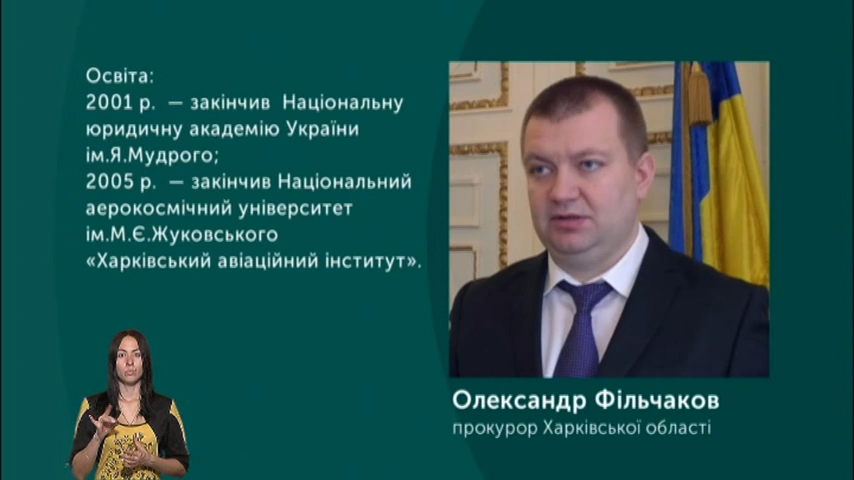 Освіта:
2001 р. — закінчив Національну
юридичну академію України
ім.Я.Мудрого;
2005 р. — закінчив Національний
аерокосмічний університет
ім.М.Є.Жуковського
«Харківський авіаційний інститут».
Олександр Фільчаков
прокурор Харківської області